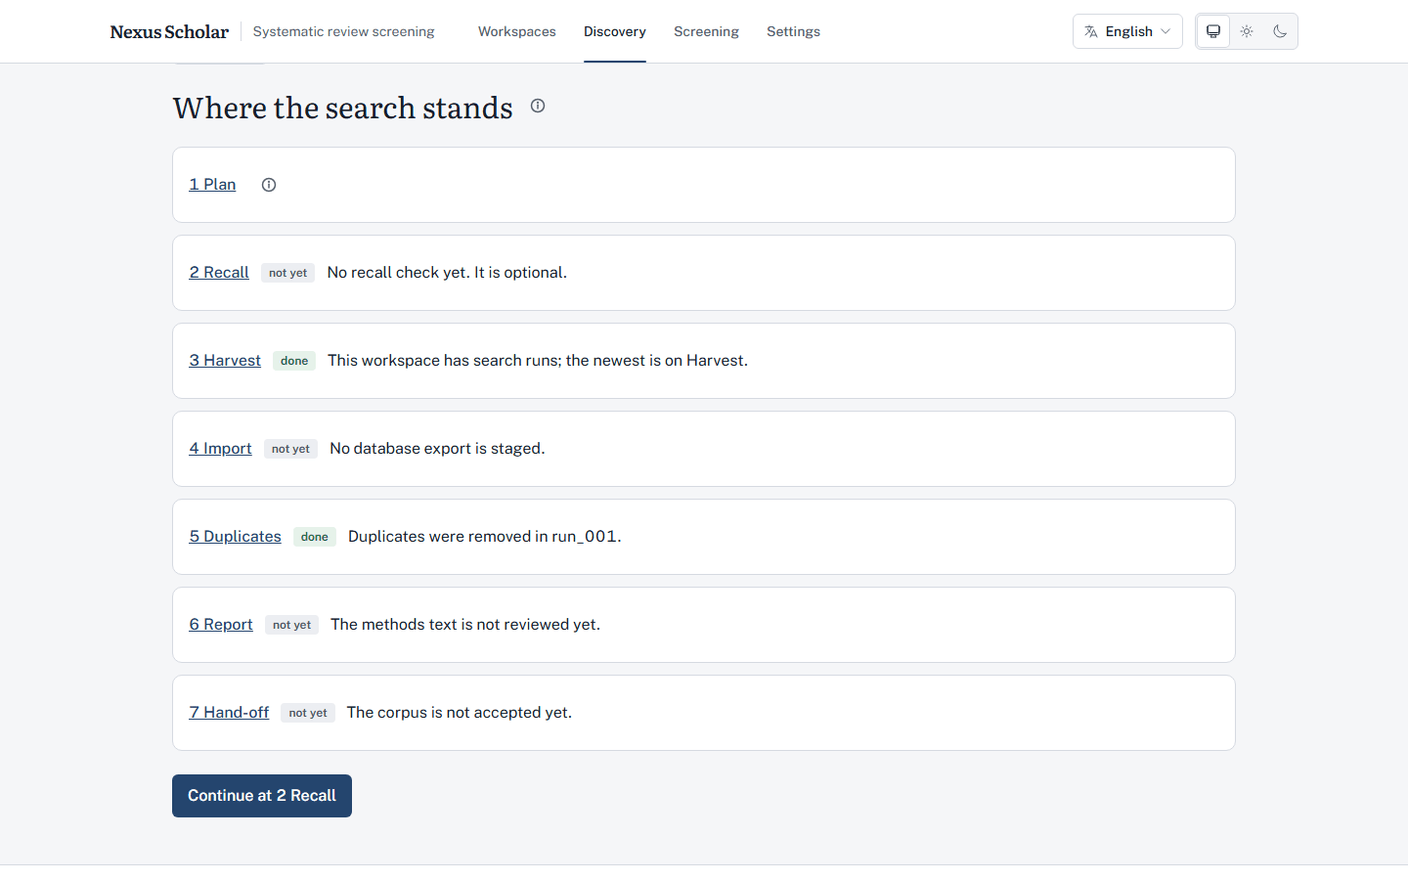 Nexus Scholar
Systematic review screening
Workspaces
Discovery
Screening
Settings
English
Where the search stands
1 Plan
2 Recall not yet No recall check yet. It is optional.
3 Harvest done This workspace has search runs; the newest is on Harvest.
4 Import not yet No database export is staged.
5 Duplicates done Duplicates were removed in run_001.
6 Report not yet The methods text is not reviewed yet.
7 Hand-off not yet The corpus is not accepted yet.
Continue at 2 Recall